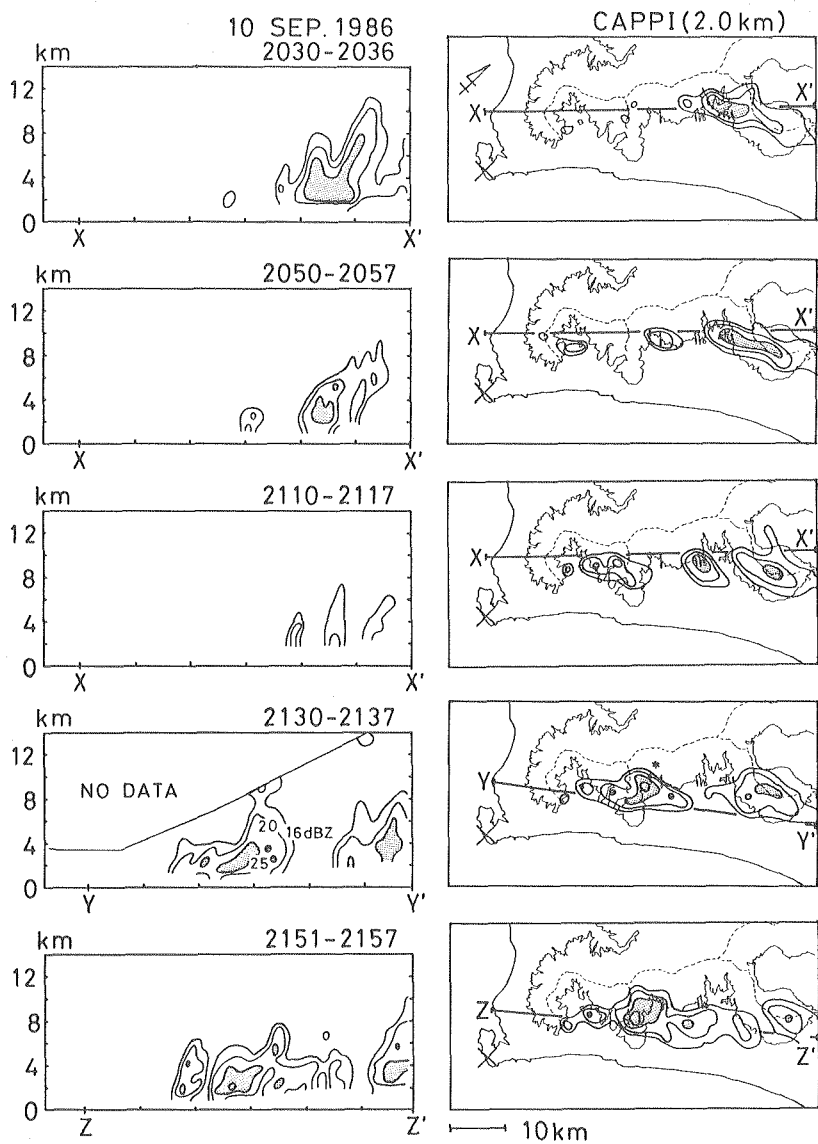 10 SEP. 1986
CAPPI(2.0km)
km
2030-2036
12
8
4
0
X
X'
X
X'
km
2050-2057
12
8
4
0
X
X'
X
X'
km
2110-2117
12
8
4
0
X
X'
X
X'
km
2130-2137
12
8
4
0
NO DATA
20
16dBZ
25
Y
Y'
Y
*
Y'
km
2151-2157
12
8
4
0
Z
Z'
Z
Z'
10km